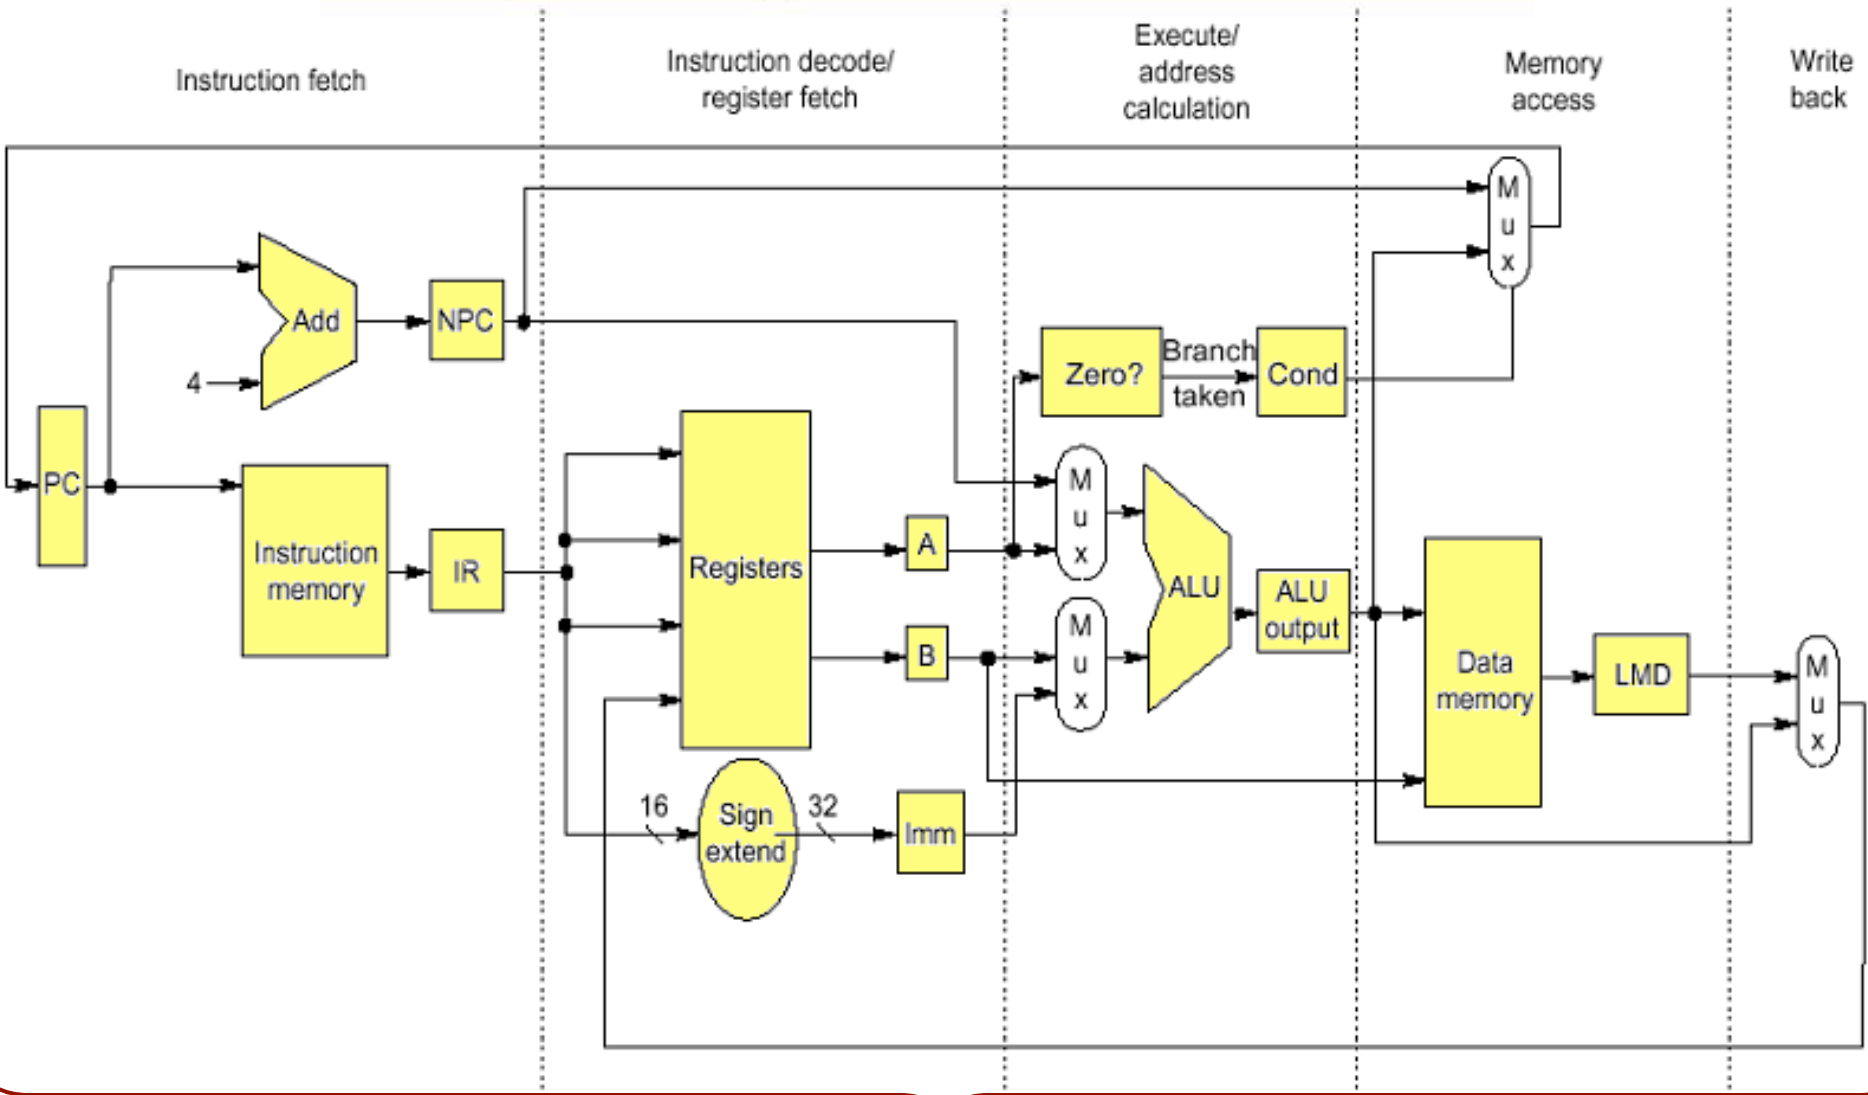 Instruction fetch
Instruction decode/
register fetch
Execute/
address
calculation
Memory
access
Write
back
M
u
x
Add
NPC
4
Zero?
Branch
taken
Cond
PC
Instruction
memory
IR
Registers
A
B
M
u
x
M
u
x
ALU
ALU
output
Data
memory
LMD
M
u
x
16
Sign
extend
32
Imm